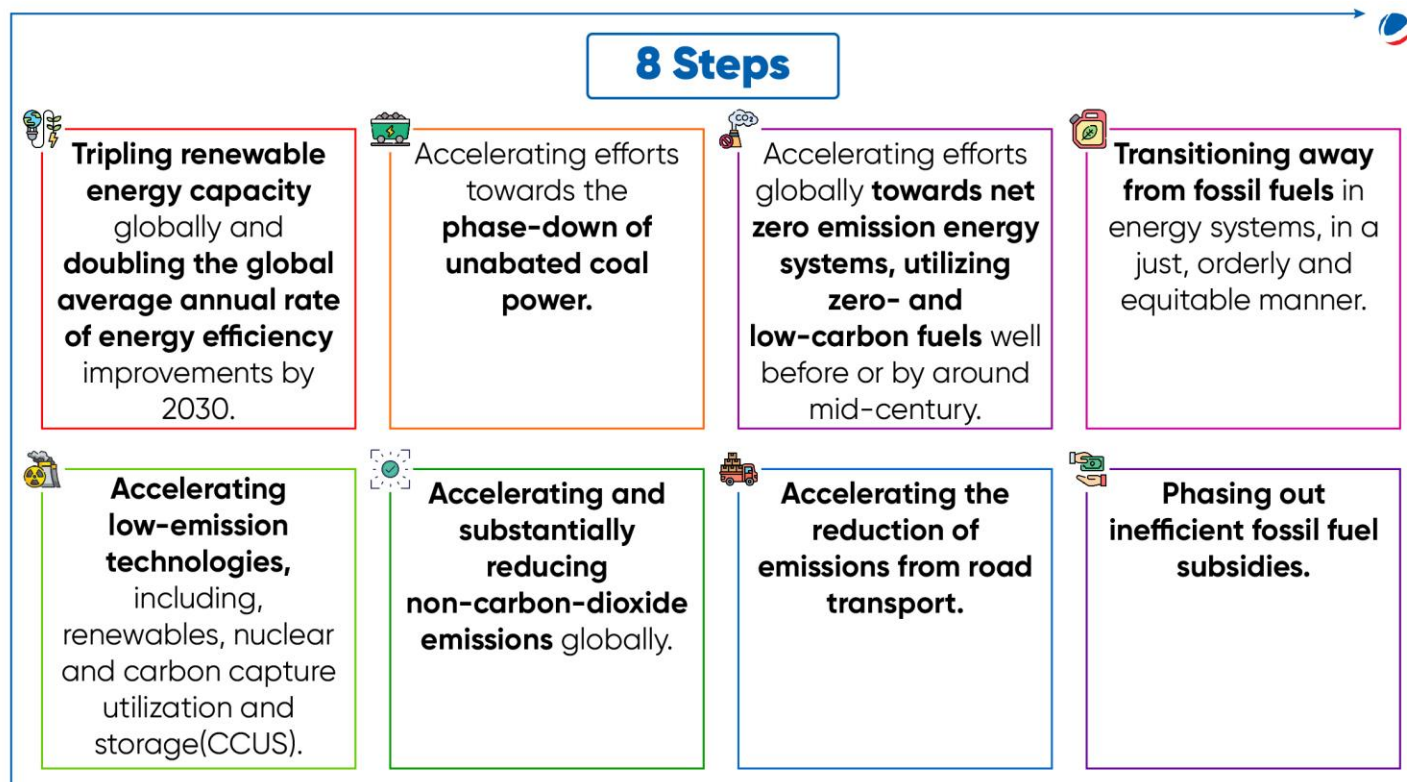 8 Steps
Tripling renewable
energy capacity
globally and
doubling the global
average annual rate
of energy efficiency
improvements by
2030.
Accelerating efforts
towards the
phase-down of
unabated coal
power.
CO2
Accelerating efforts
globally towards net
zero emission energy
systems, utilizing
zero- and
low-carbon fuels well
before or by around
mid-century.
Transitioning away
from fossil fuels in
energy systems, in a
just, orderly and
equitable manner.
Accelerating
low-emission
technologies,
including,
renewables, nuclear
and carbon capture
utilization and
storage(CCUS).
Accelerating and
substantially
reducing
non-carbon-dioxide
emissions globally.
Accelerating the
reduction of
emissions from road
transport.
Phasing out
inefficient fossil fuel
subsidies.